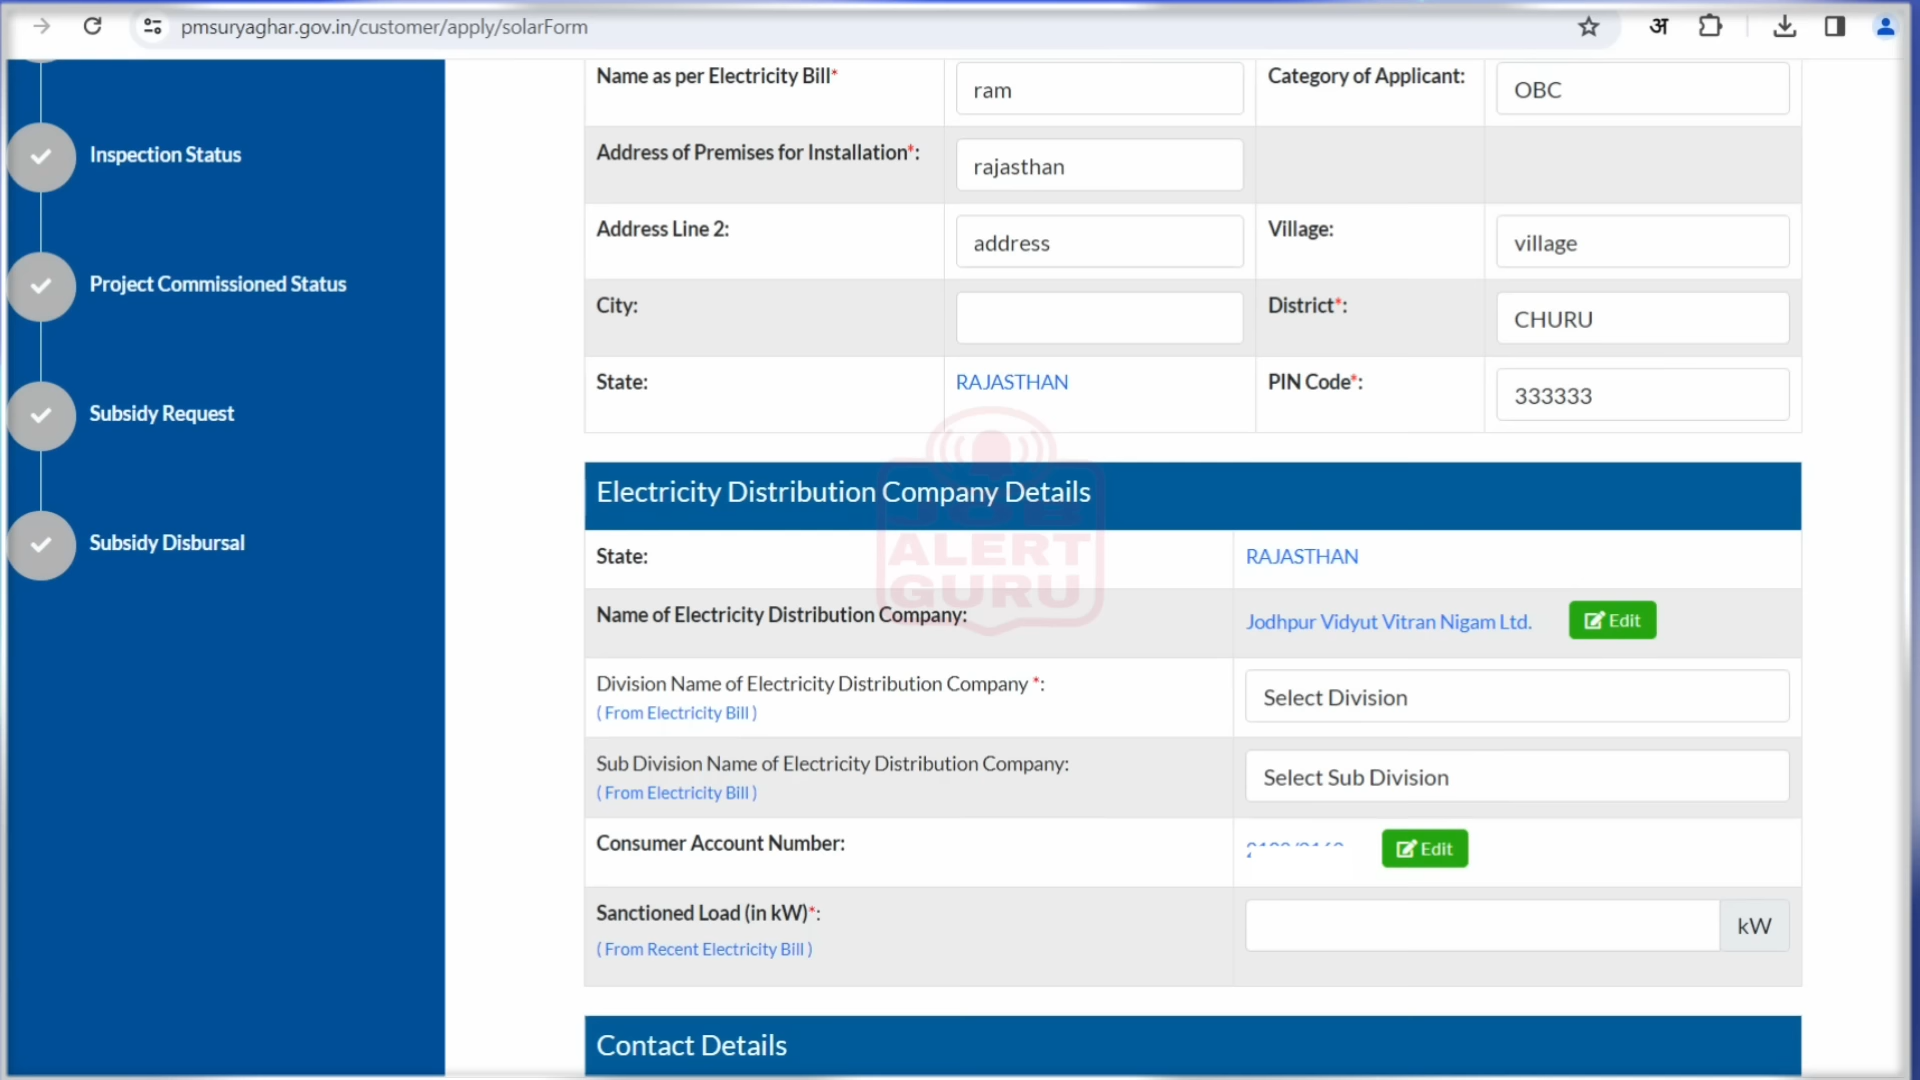 pmsuryaghar.gov.in/customer/apply/solarForm
अ
Name as per Electricity Bill*
ram
Category of Applicant:
OBC
Inspection Status
Address of Premises for Installation*:
rajasthan
Address Line 2:
address
Village:
village
Project Commissioned Status
City:
District*:
CHURU
State:
RAJASTHAN
PIN Code*:
333333
Subsidy Request
Electricity Distribution Company Details
JOB
ALERT
GURU
Subsidy Disbursal
State:
RAJASTHAN
Name of Electricity Distribution Company:
Jodhpur Vidyut Vitran Nigam Ltd.
Edit
Division Name of Electricity Distribution Company *:
( From Electricity Bill )
Select Division
Sub Division Name of Electricity Distribution Company:
( From Electricity Bill )
Select Sub Division
Consumer Account Number:
Edit
Sanctioned Load (in kW)*:
( From Recent Electricity Bill )
kW
Contact Details